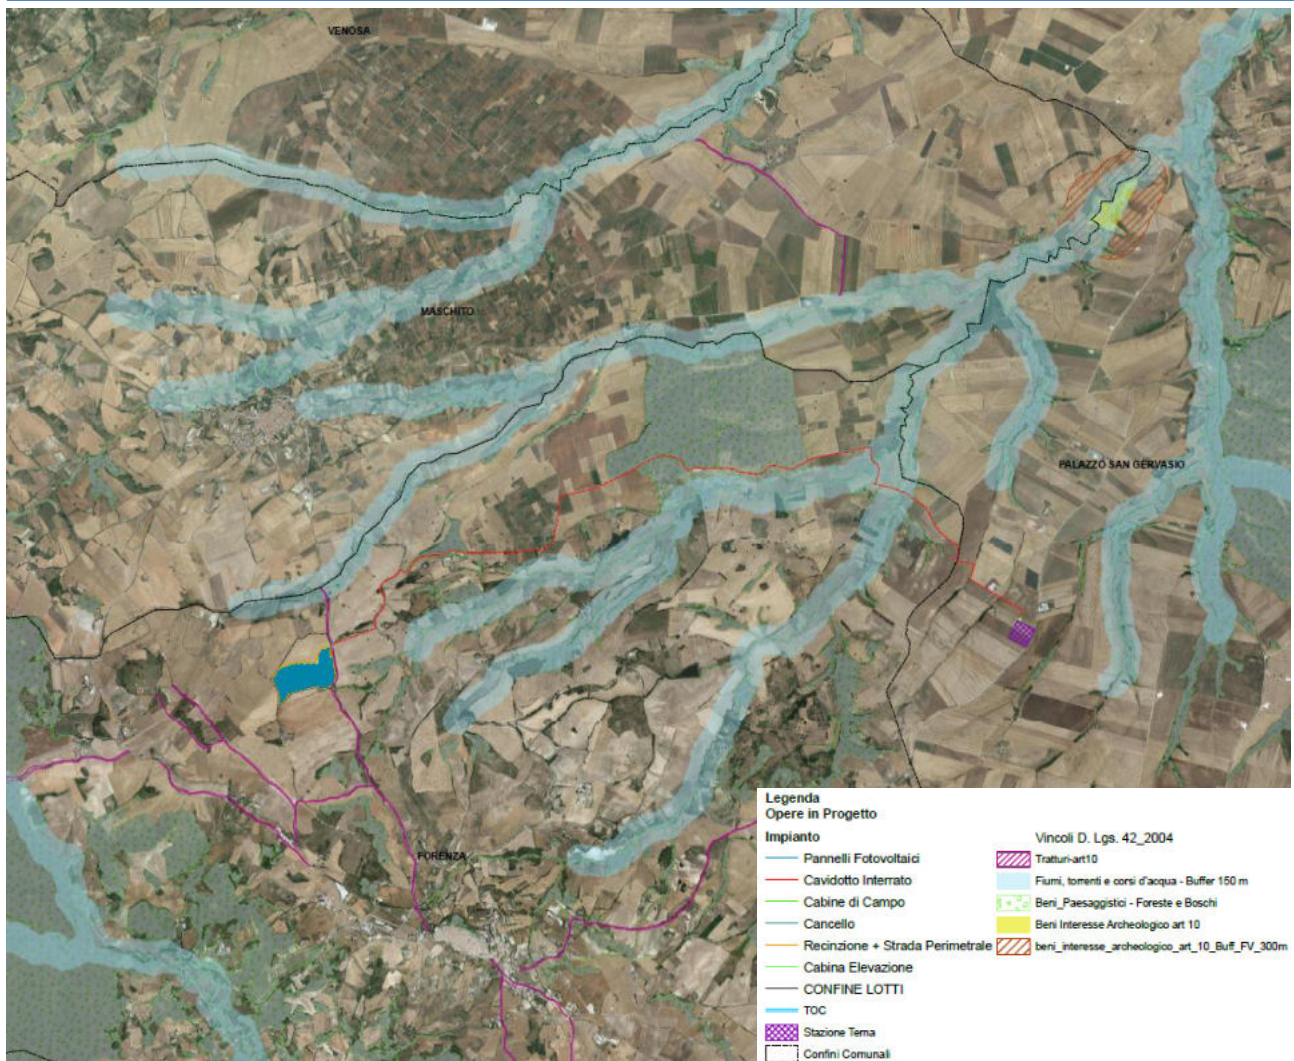 VENOSA
MASCHITO
PALAZZO SAN GERVASIO
FORENZA
Legenda
Opere in Progetto
Impianto
Pannelli Fotovoltaici
Cavidotto Interrato
Cabine di Campo
Cancello
Recinzione + Strada Perimetrale
Cabina Elevazione
CONFINE LOTTI
TOC
Stazione Terna
Confini Comunali
Vincoli D. Lgs. 42_2004
Tratturi-art10
Fiumi, torrenti e corsi d'acqua - Buffer 150 m
Beni_Paesaggistici - Foreste e Boschi
Beni Interesse Archeologico art 10
beni_interesse_archeologico_art_10_Buff_FV_300m